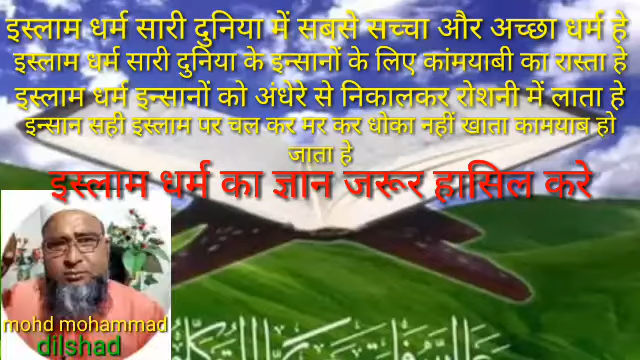 इस्लाम धर्म सारी दुनिया में सबसे सच्चा और अच्छा धर्म हे
इस्लाम धर्म सारी दुनिया के इन्सानों के लिए कांमयाबी का रास्ता हे
इस्लाम धर्म इन्सानों को अंधेरे से निकालकर रोशनी में लाता हे
इन्सान सही इस्लाम पर चल कर मर कर धोका नहीं खाता कामयाब हो
जाता हे
इस्लाम धर्म का ज्ञान जरूर हासिल करे
mohd mohammad
dilshad